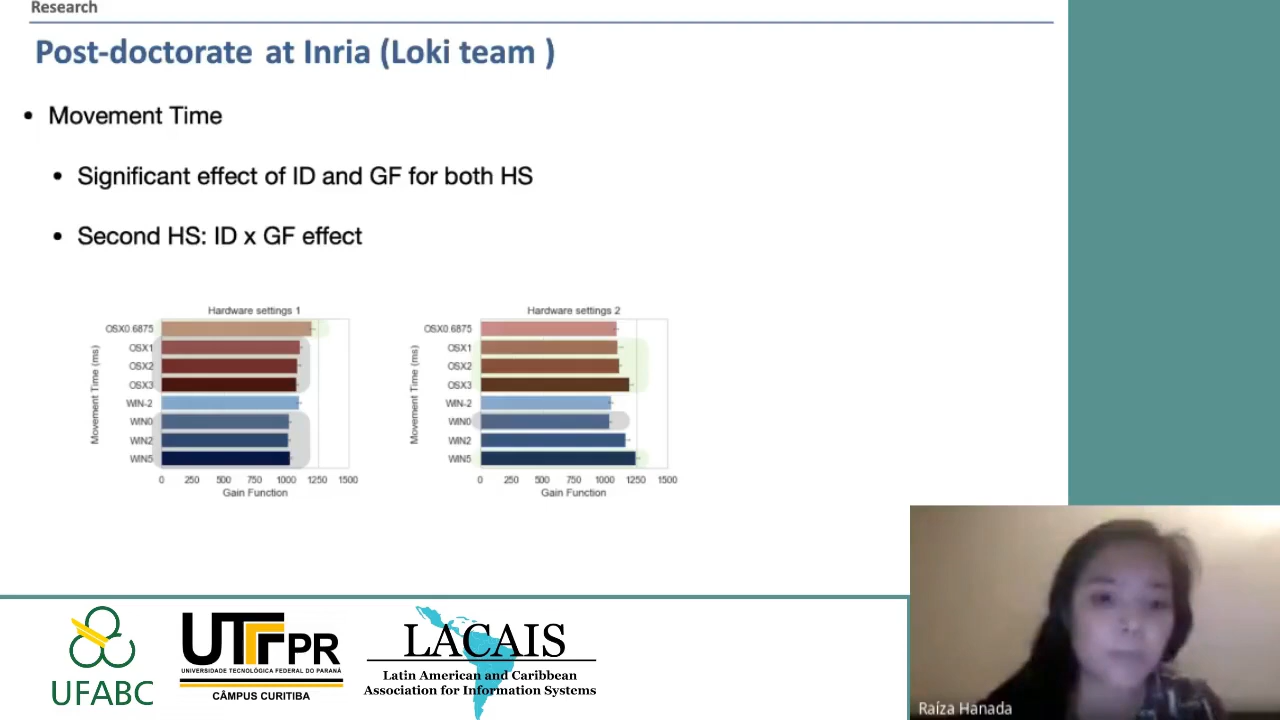 Research
Post-doctorate at Inria (Loki team )
• Movement Time
• Significant effect of ID and GF for both HS
• Second HS: ID x GF effect
Hardware settings 1
Movement Time (ms)
OSX0.6875
OSX1
OSX2
OSX3
WIN-2
WIN0
WIN2
WIN5
0 250 500 750 1000 1250 1500
Gain Function
Hardware settings 2
Movement Time (ms)
OSX0.6875
OSX1
OSX2
OSX3
WIN-2
WIN0
WIN2
WIN5
0 250 500 750 1000 1250 1500
Gain Function
UFABC
UTFPR
UNIVERSIDADE TECNOLÓGICA FEDERAL DO PARANÁ
CÂMPUS CURITIBA
LACAIS
Latin American and Caribbean
Association for Information Systems
Raíza Hanada